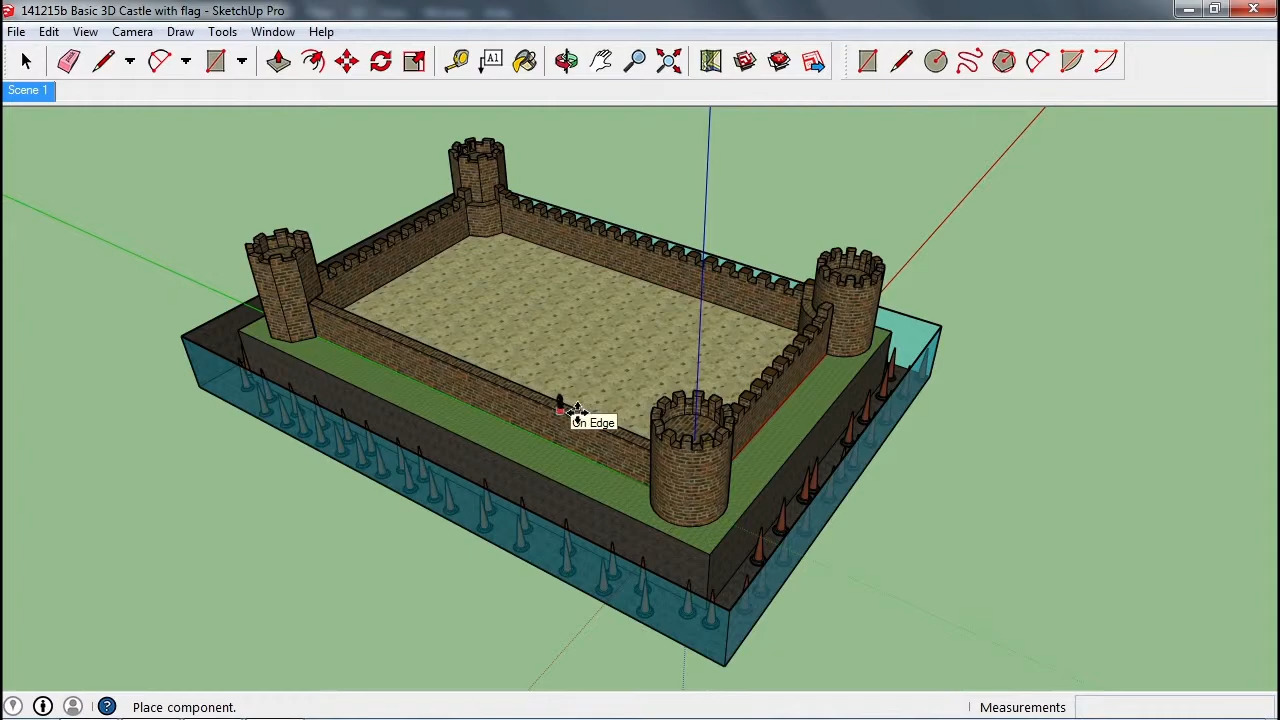 141215b Basic 3D Castle with flag - SketchUp Pro
File Edit View Camera Draw Tools Window Help
A1
Scene 1
On Edge
Place component.
Measurements